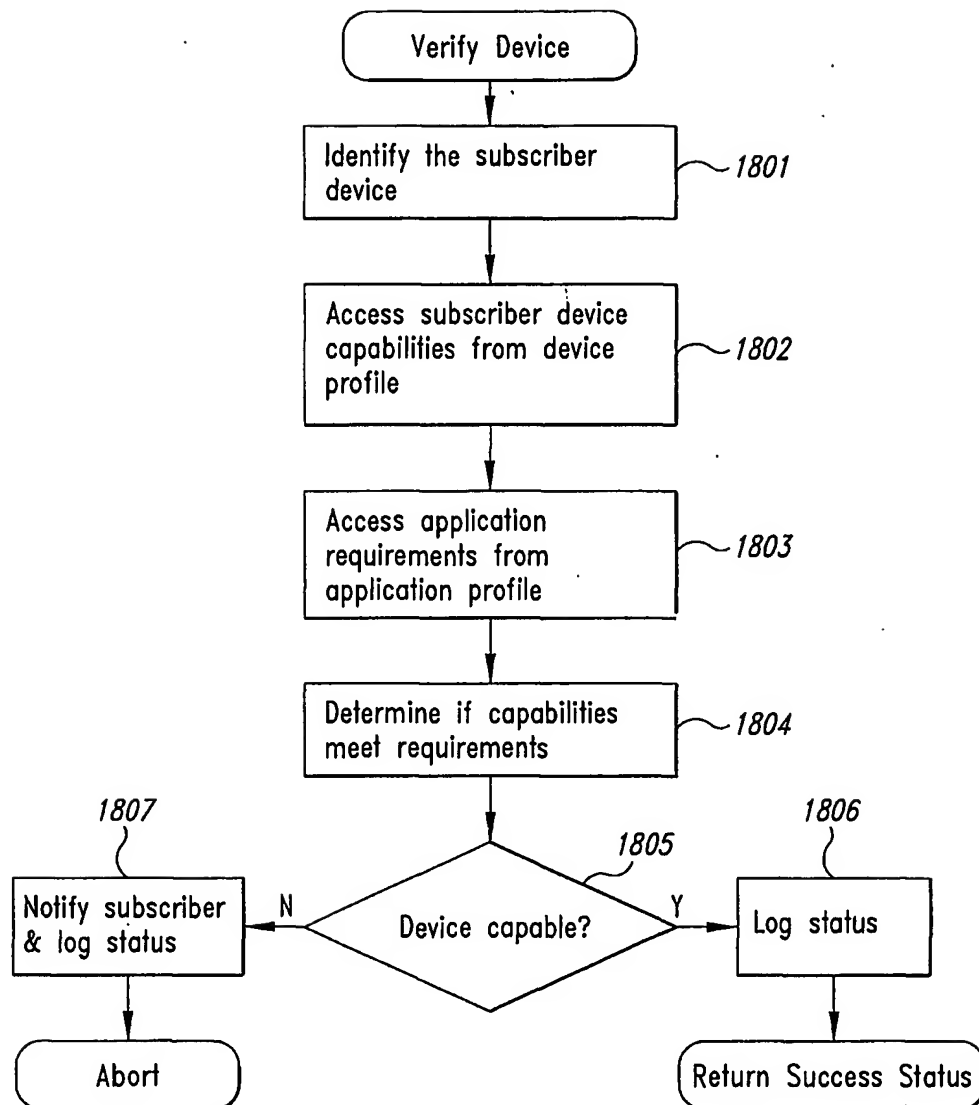 Verify Device
Identify the subscriber
device
1801
Access subscriber device
capabilities from device
profile
1802
Access application
requirements from
application profile
1803
Determine if capabilities
meet requirements
1804
1807
1805
1806
Notify subscriber
& log status
N
Device capable?
Y
Log status
Abort
Return Success Status